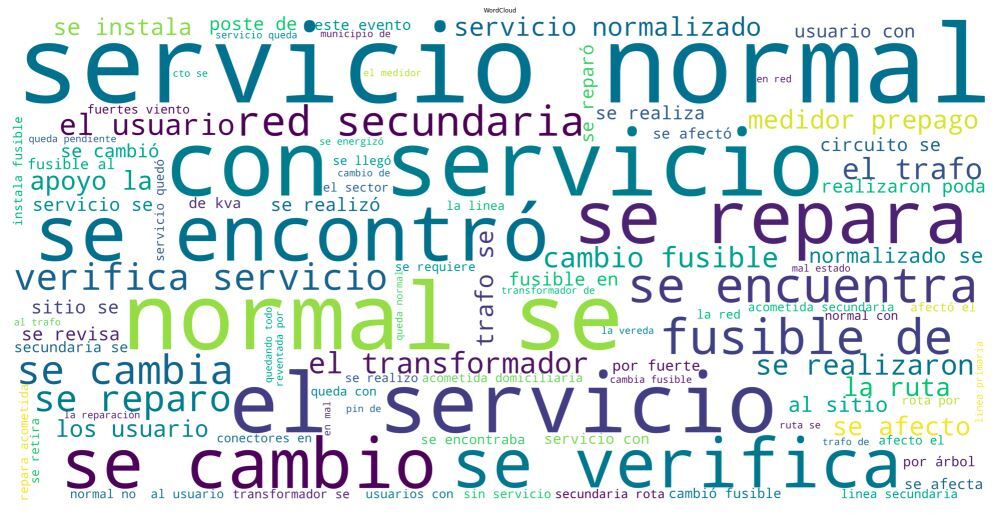 WordCloud
se instala
poste de
este evento
servicio queda
municipio de
servicio normalizado
usuario con
servicio normal
cto se
el medidor
en red
fuertes viento
el usuario
red secundaria
se reparó
se realiza
medidor prepago
queda pendiente
se energizó
se afectó
instala fusible
se cambió
con servicio
circuito se
fusible al
servicio quedó
se llegó
cambio de
el trafo
apoyo la
el sector
realizaron poda
servicio se
de kva
se realizó
la linea
se repara
se encontró
trafo se
cambio fusible
normalizado se
verifica servicio
se requiere
fusible en
mal estado
se encuentra
transformador de
normal se
queda normal
sitio se
acometida secundaria
afectó el
la red
normal con
al trafo
se revisa
quedando todo
reventada por
la vereda
fusible de
secundaria se
el transformador
por fuerte
se realizaron
linea primaria
se cambia
se realizo
acometida domiciliaria
cambia fusible
la ruta
repara acometida
se retira
se reparo
el servicio
queda con
al sitio
rota por
la reparación
en mal
pin de
ruta se
se afecto
los usuario
conectores en
se encontraba
servicio con
trafo de
afecto el
se cambio
se verifica
por árbol
se afecta
normal no
al usuario
transformador se
usuarios con
sin servicio
secundaria rota
cambió fusible
linea secundaria